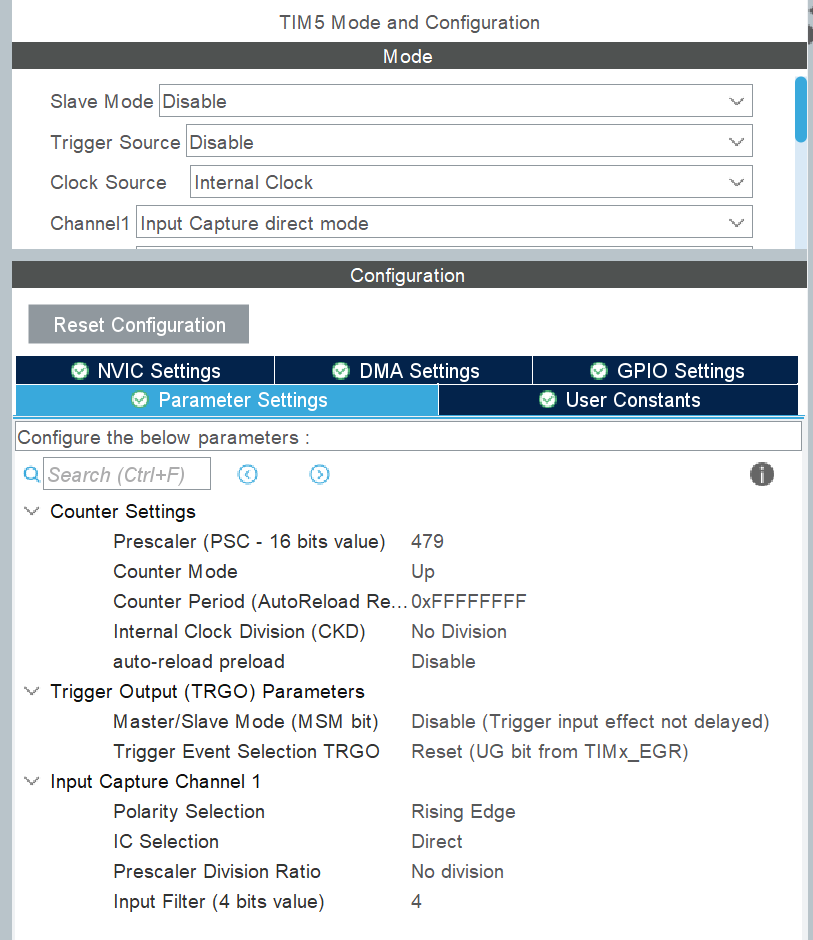 TIM5 Mode and Configuration
Mode
Slave Mode Disable
Trigger Source Disable
Clock Source Internal Clock
Channel1 Input Capture direct mode
Configuration
Reset Configuration
NVIC Settings DMA Settings GPIO Settings
Parameter Settings User Constants
Configure the below parameters :
Search (Ctrl+F)
Counter Settings
Prescaler (PSC - 16 bits value) 479
Counter Mode Up
Counter Period (AutoReload Re... 0xFFFFFFFF
Internal Clock Division (CKD) No Division
auto-reload preload Disable
Trigger Output (TRGO) Parameters
Master/Slave Mode (MSM bit) Disable (Trigger input effect not delayed)
Trigger Event Selection TRGO Reset (UG bit from TIMx_EGR)
Input Capture Channel 1
Polarity Selection Rising Edge
IC Selection Direct
Prescaler Division Ratio No division
Input Filter (4 bits value) 4